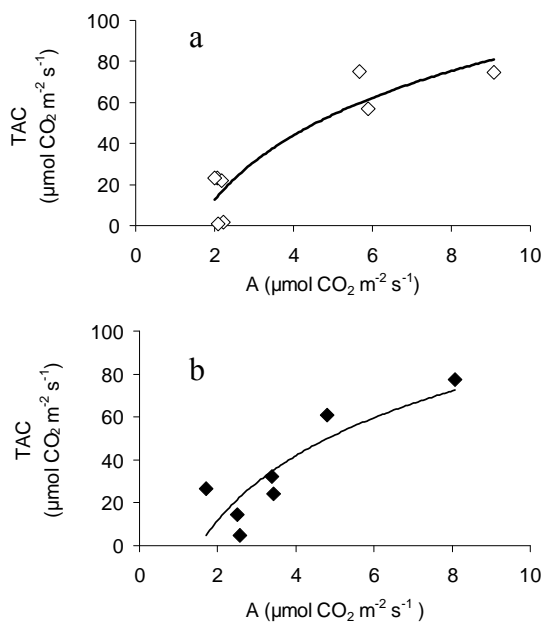 a
TAC
(µmol CO₂ m⁻² s⁻¹)
100
80
60
40
20
0
0 2 4 6 8 10
A (µmol CO₂ m⁻² s⁻¹)
b
TAC
(µmol CO₂ m⁻² s⁻¹)
100
80
60
40
20
0
0 2 4 6 8 10
A (µmol CO₂ m⁻² s⁻¹ )